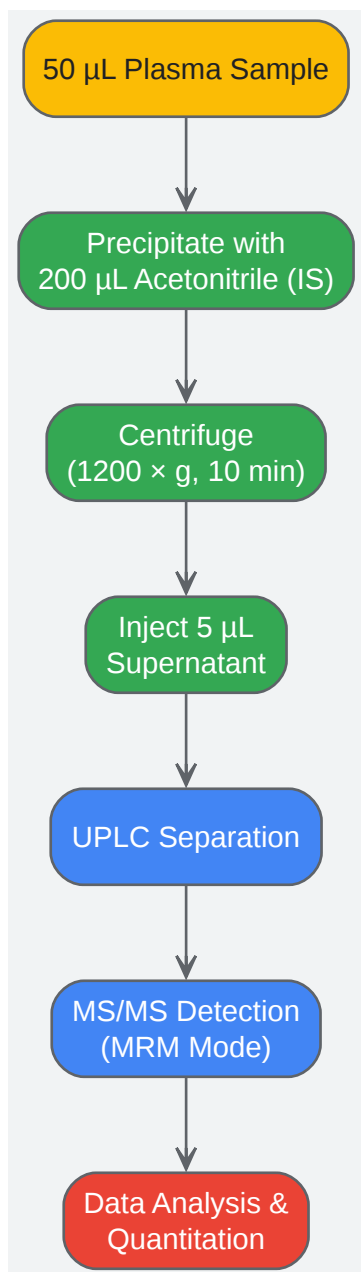 50 µL Plasma Sample
Precipitate with
200 µL Acetonitrile (IS)
Centrifuge
(1200 × g, 10 min)
Inject 5 µL
Supernatant
UPLC Separation
MS/MS Detection
(MRM Mode)
Data Analysis &
Quantitation